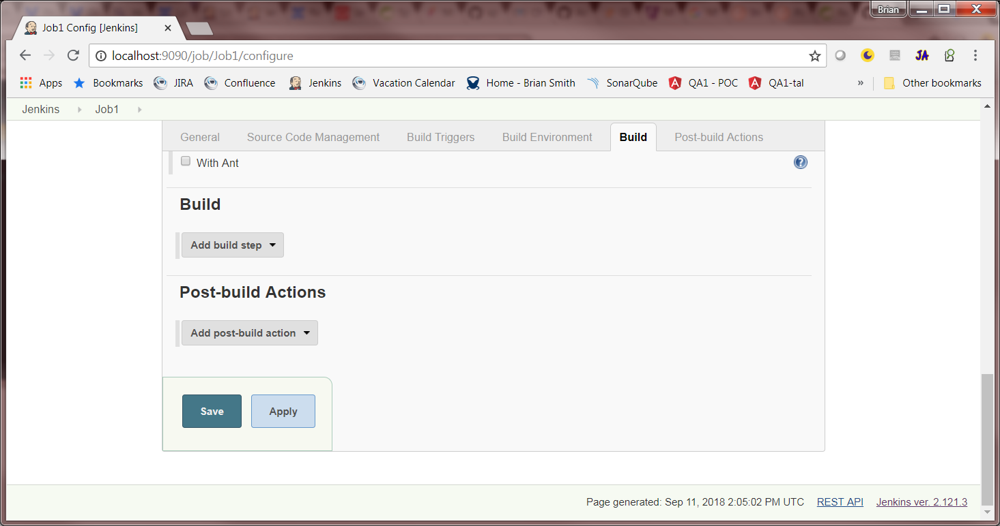 Brian
Job1 Config [Jenkins]
localhost:9090/job/Job1/configure
JA
Apps Bookmarks JIRA Confluence Jenkins Vacation Calendar Home - Brian Smith SonarQube QA1 - POC QA1-tal » Other bookmarks
Jenkins Job1
General Source Code Management Build Triggers Build Environment Build Post-build Actions
With Ant
Build
Add build step
Post-build Actions
Add post-build action
Save Apply
Page generated: Sep 11, 2018 2:05:02 PM UTC REST API Jenkins ver. 2.121.3